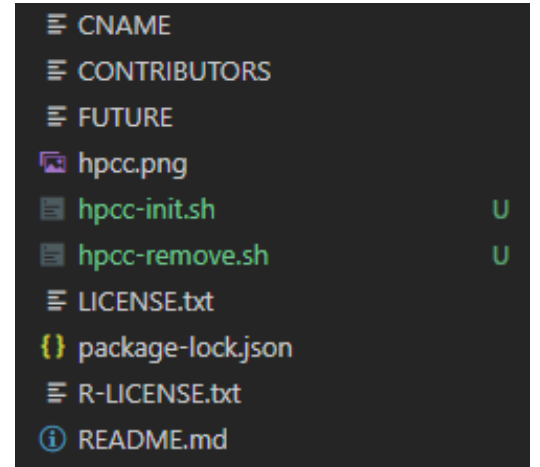 CNAME
CONTRIBUTORS
FUTURE
hpcc.png
hpcc-init.sh U
hpcc-remove.sh U
LICENSE.txt
{} package-lock.json
R-LICENSE.txt
README.md